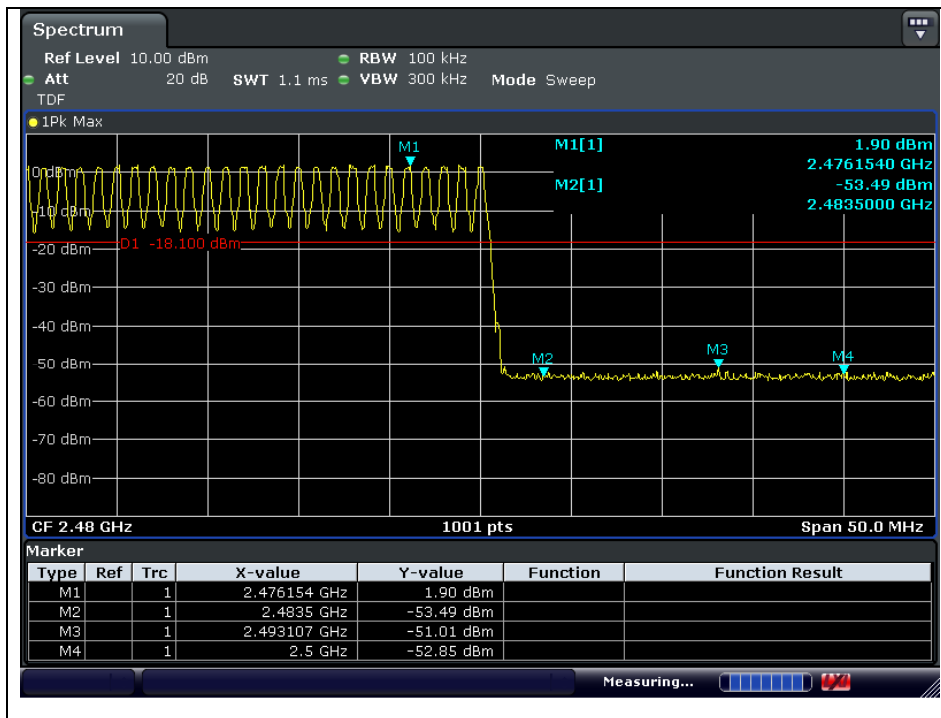 Spectrum
Ref Level 10.00 dBm RBW 100 kHz
Att 20 dB SWT 1.1 ms VBW 300 kHz Mode Sweep
TDF
1Pk Max
M1
M1[1] 1.90 dBm
2.4761540 GHz
0 dBm
M2[1] -53.49 dBm
2.4835000 GHz
-10 dBm
D1 -18.100 dBm
-20 dBm
-30 dBm
-40 dBm
M2 M3 M4
-50 dBm
-60 dBm
-70 dBm
-80 dBm
CF 2.48 GHz 1001 pts Span 50.0 MHz
Marker
Type Ref Trc X-value Y-value Function Function Result
M1 1 2.476154 GHz 1.90 dBm
M2 1 2.4835 GHz -53.49 dBm
M3 1 2.493107 GHz -51.01 dBm
M4 1 2.5 GHz -52.85 dBm
Measuring...